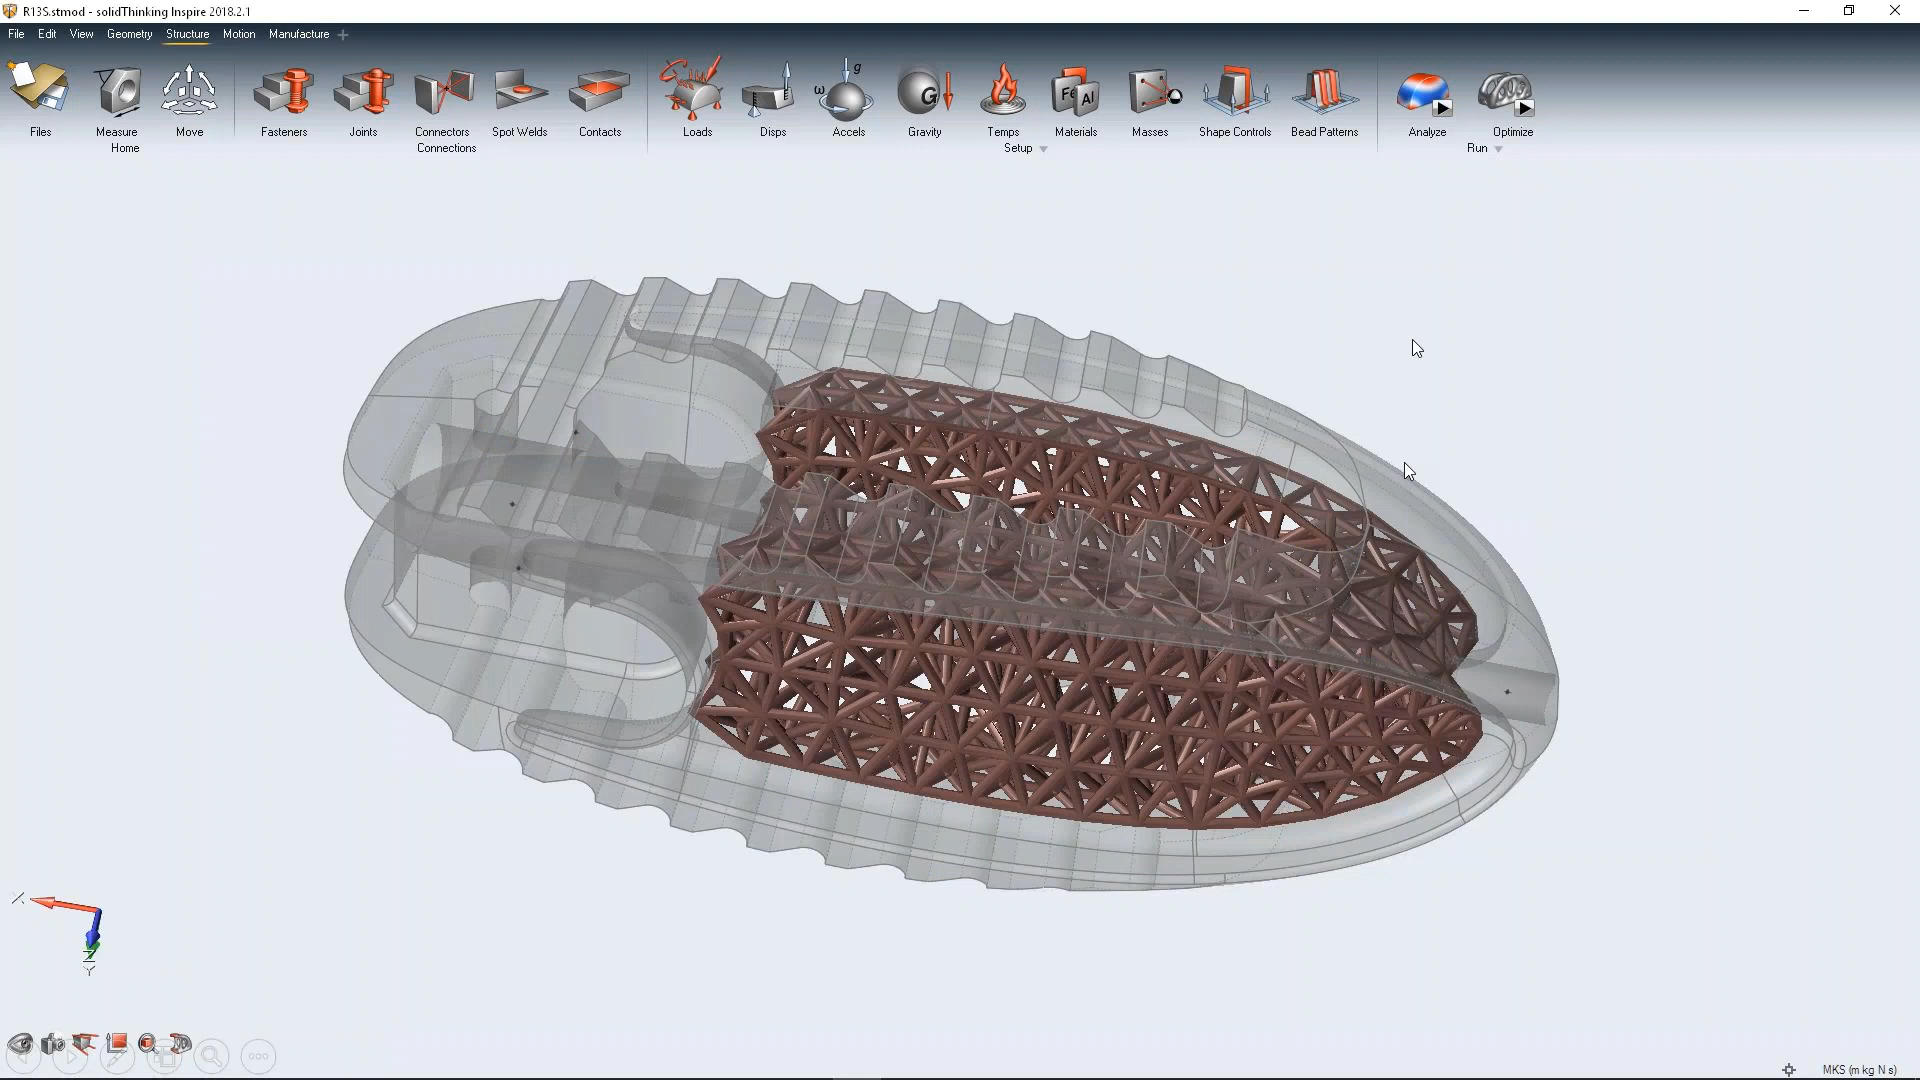 R13S.stmod - solidThinking Inspire 2018.2.1
File Edit View Geometry Structure Motion Manufacture +
g
ω
G
Fe
Al
Files Measure Move Fasteners Joints Connectors Spot Welds Contacts Loads Disps Accels Gravity Temps Materials Masses Shape Controls Bead Patterns Analyze Optimize
Home Connections Setup Run
X
Z
Y
MKS (m kg N s)